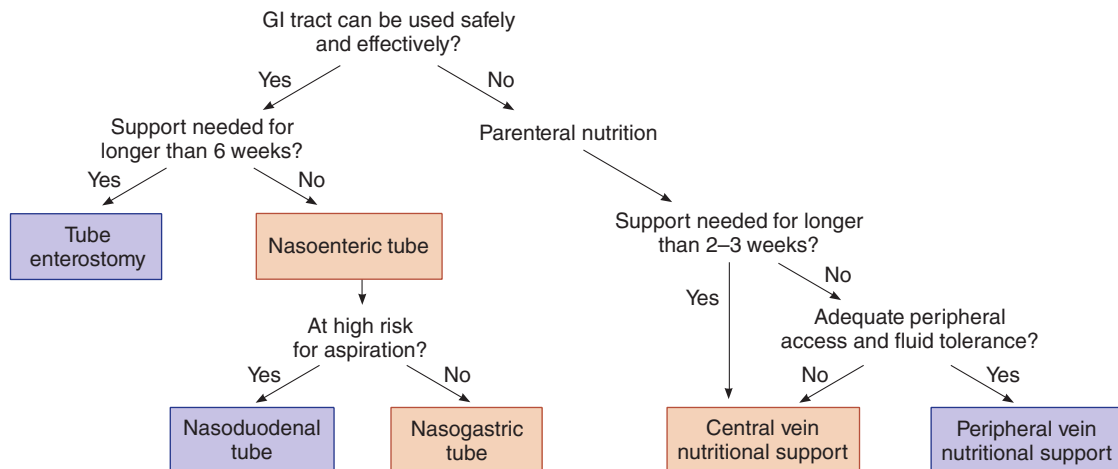 GI tract can be used safely
and effectively?
Yes
No
Support needed for
longer than 6 weeks?
Parenteral nutrition
Yes
No
Tube
enterostomy
Nasoenteric tube
Support needed for longer
than 2–3 weeks?
Yes
No
At high risk
for aspiration?
Adequate peripheral
access and fluid tolerance?
Yes
No
No
Yes
Nasoduodenal
tube
Nasogastric
tube
Central vein
nutritional support
Peripheral vein
nutritional support